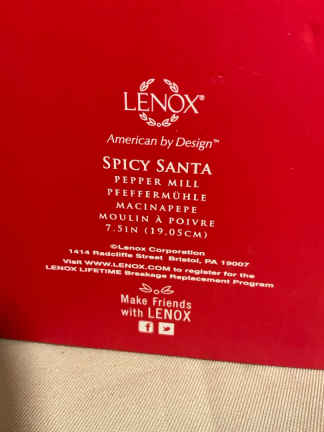 LENOX®
American by Design™
SPICY SANTA
PEPPER MILL
PFEFFERMÜHLE
MACINAPEPE
MOULIN À POIVRE
7.5IN (19.05CM)
©Lenox Corporation
1414 Radcliffe Street Bristol, PA 19007
Visit WWW.LENOX.COM to register for the
LENOX LIFETIME Breakage Replacement Program
Make Friends
with LENOX
f